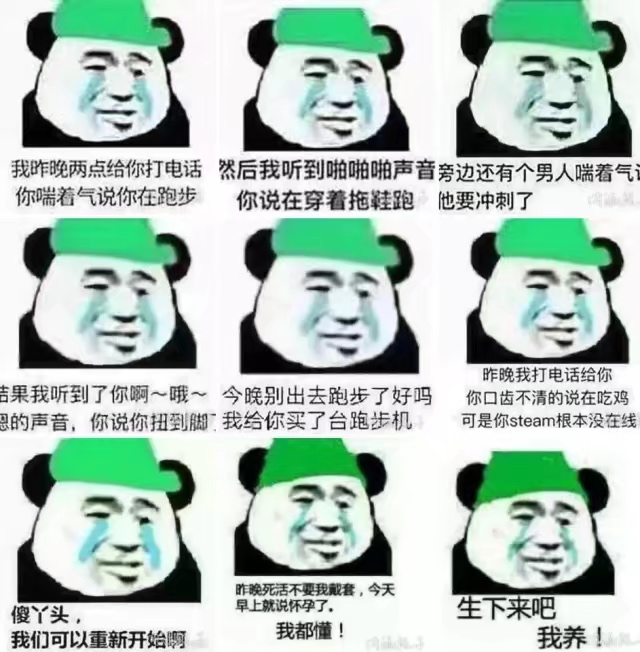 我昨晚两点给你打电话
你喘着气说你在跑步
然后我听到啪啪啪声音
你说在穿着拖鞋跑
旁边还有个男人喘着气说
他要冲刺了
结果我听到了你啊～哦～
嗯的声音，你说你扭到脚了
今晚别出去跑步了好吗
我给你买了台跑步机
昨晚我打电话给你
你口齿不清的说在吃鸡
可是你steam根本没在线
傻丫头，
我们可以重新开始啊
昨晚死活不要我戴套，今天
早上就说怀孕了。
我都懂！
生下来吧
我养！